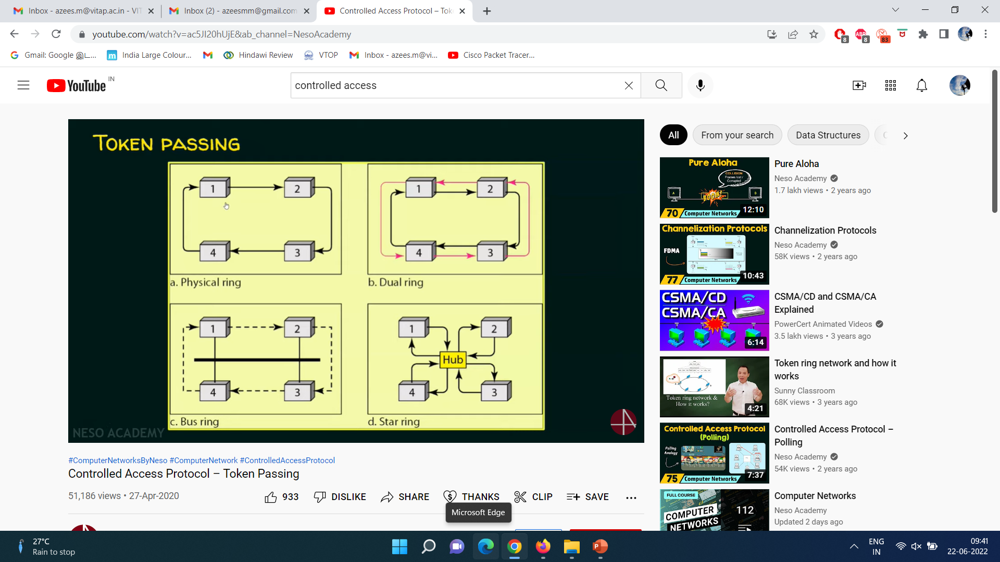 Inbox - azees.m@vitap.ac.in - VIT
Inbox (2) - azeesmm@gmail.com
Controlled Access Protocol – Tok
youtube.com/watch?v=ac5JI20hUjE&ab_channel=NesoAcademy
8
ABP
8
83
Gmail: Google இட...
India Large Colour...
Hindawi Review
VTOP
Inbox - azees.m@vi...
Cisco Packet Tracer...
YouTube IN
controlled access
TOKEN PASSING
1
2
4
3
a. Physical ring
1
2
4
3
b. Dual ring
1
2
4
3
c. Bus ring
1
2
Hub
4
3
d. Star ring
NESO ACADEMY
#ComputerNetworksByNeso #ComputerNetwork #ControlledAccessProtocol
Controlled Access Protocol – Token Passing
51,186 views • 27-Apr-2020
933
DISLIKE
SHARE
THANKS
CLIP
SAVE
Microsoft Edge
All
From your search
Data Structures
Pure Aloha
COLLISION
Frames lost /
Corrupted
A
BOOM!
B
70 Computer Networks
12:10
Pure Aloha
Neso Academy
1.7 lakh views • 2 years ago
Channelization Protocols
FDMA
77 Computer Networks
10:43
Channelization Protocols
Neso Academy
58K views • 2 years ago
CSMA/CD
CSMA/CA
6:14
CSMA/CD and CSMA/CA
Explained
PowerCert Animated Videos
3.5 lakh views • 3 years ago
Token ring network &
How it works?
4:21
Token ring network and how it
works
Sunny Classroom
68K views • 3 years ago
Controlled Access Protocol
(Polling)
Polling
Analogy
75 Computer Networks
7:37
Controlled Access Protocol –
Polling
Neso Academy
54K views • 2 years ago
FULL COURSE
COMPUTER
NETWORKS
112
Computer Networks
Neso Academy
Updated 2 days ago
27°C
Rain to stop
ENG
IN
09:41
22-06-2022